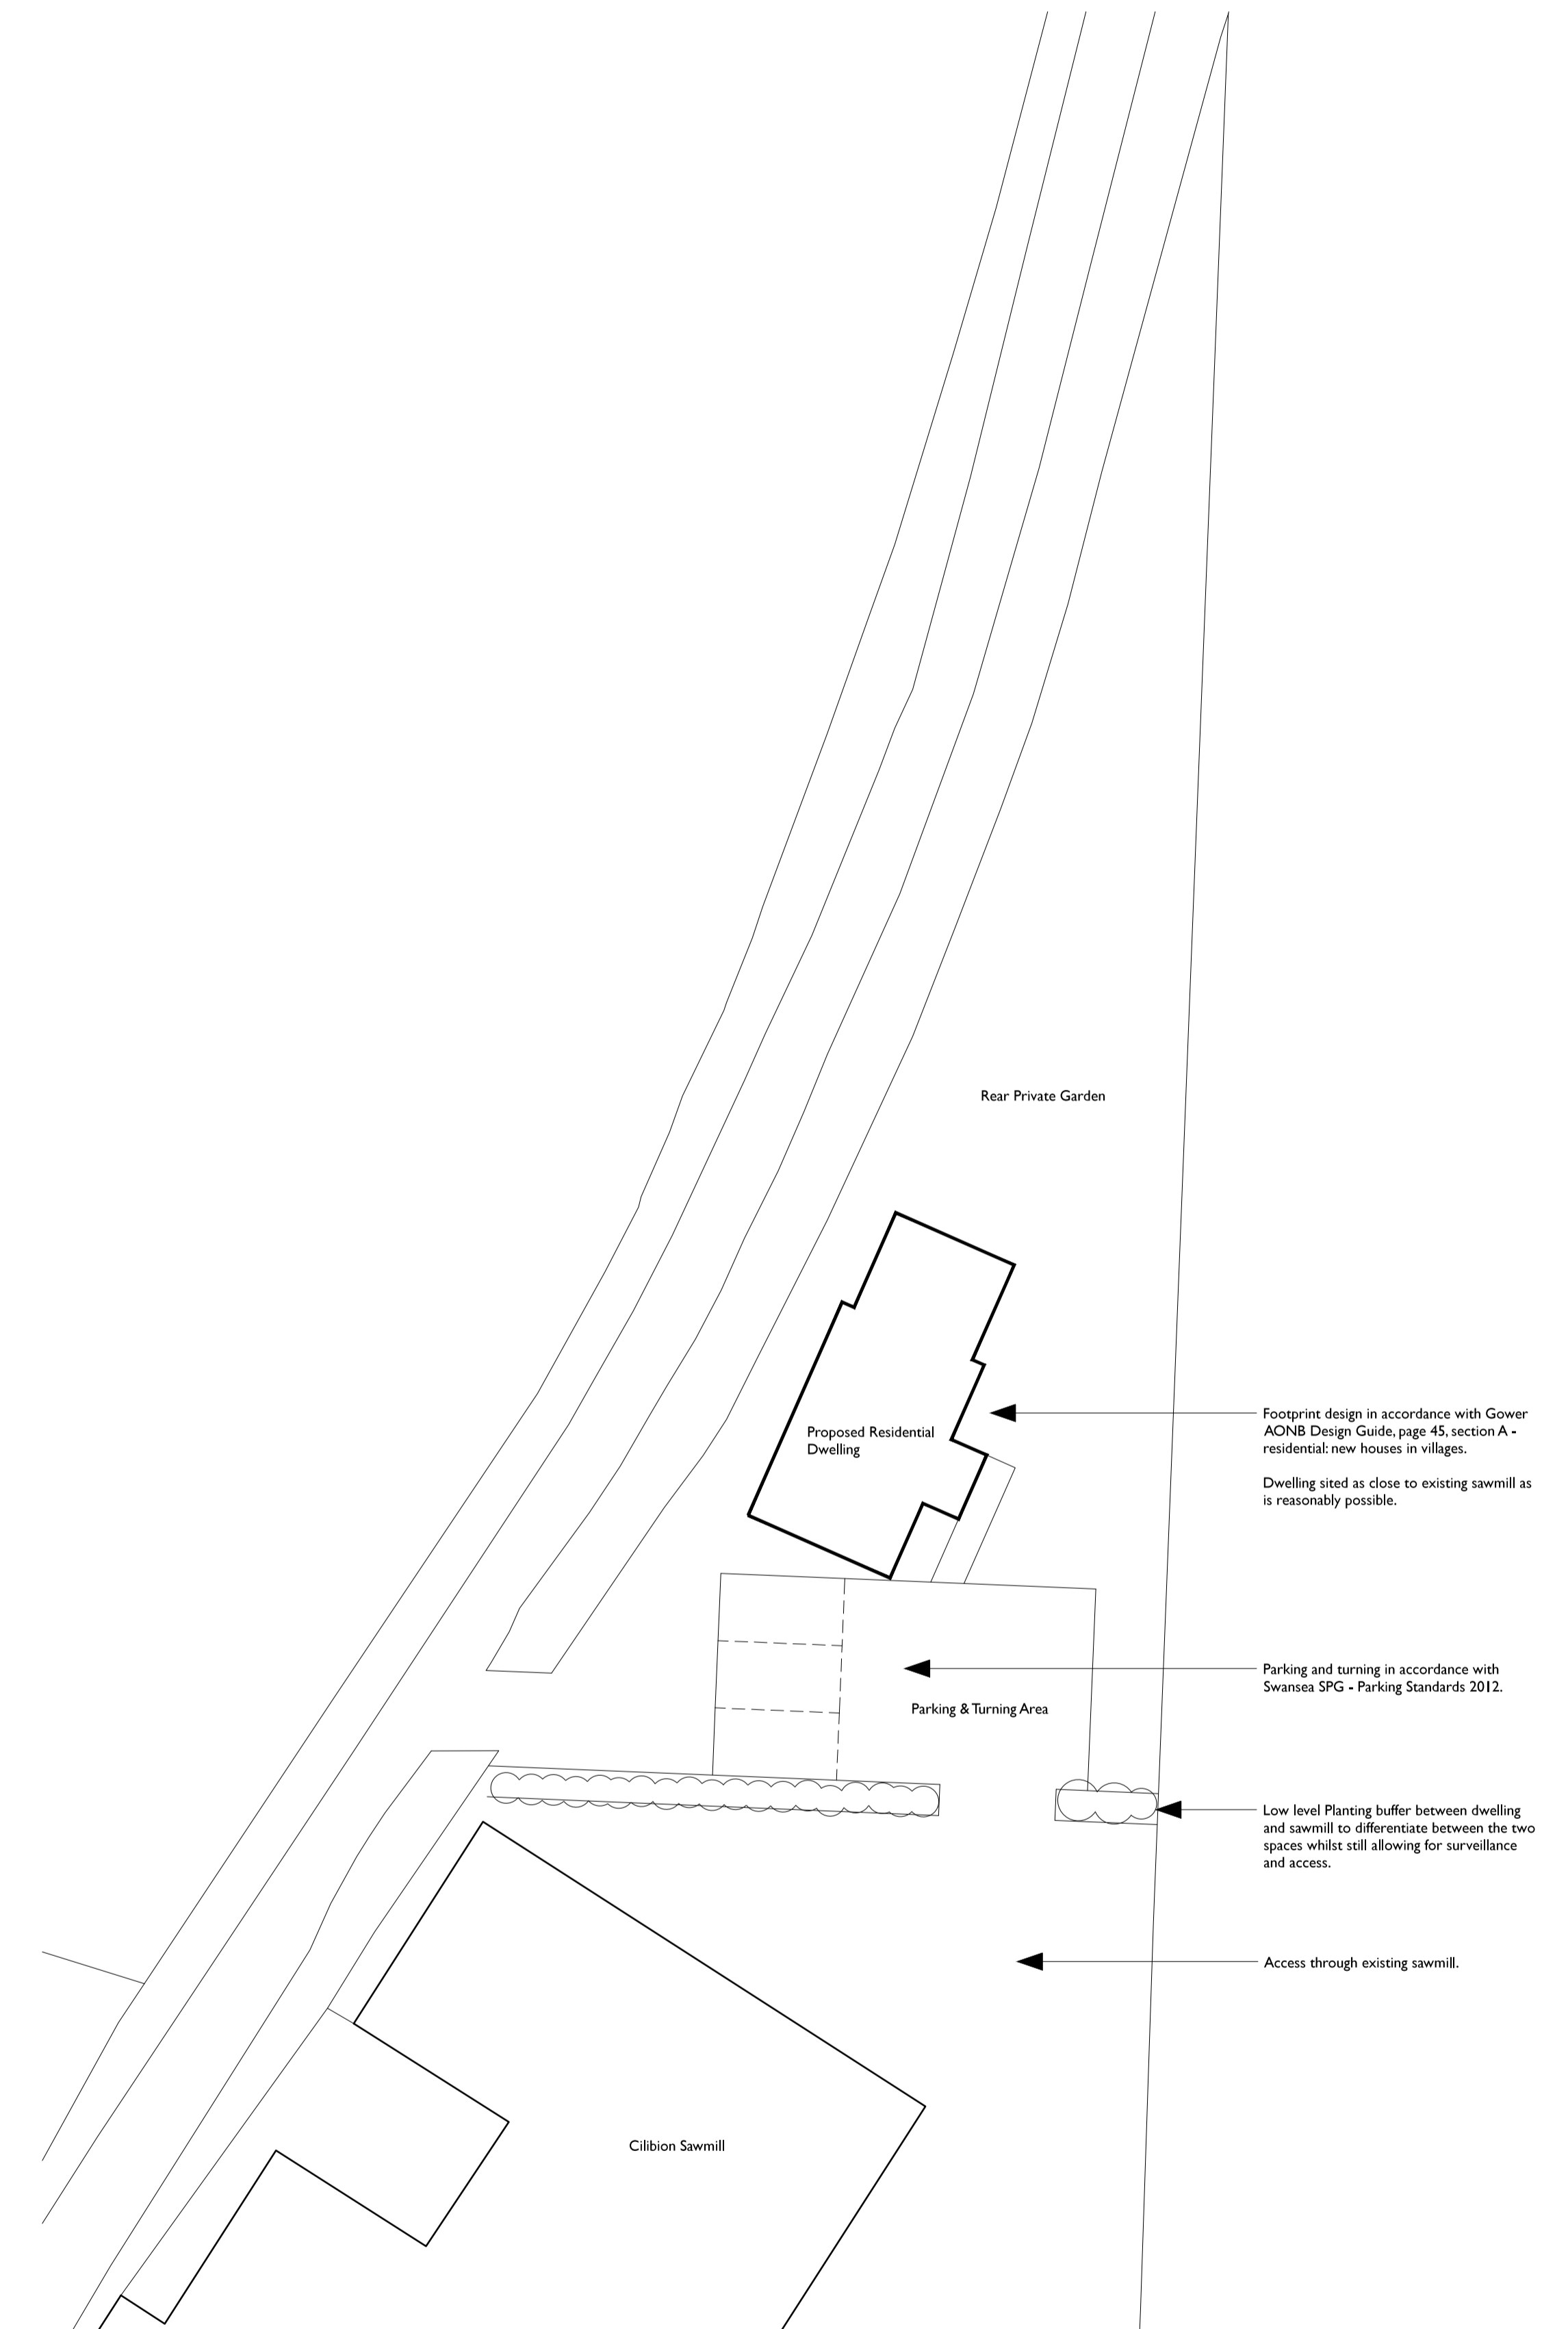 Rear Private Garden
Proposed Residential
Dwelling
Footprint design in accordance with Gower
AONB Design Guide, page 45, section A -
residential: new houses in villages.
Dwelling sited as close to existing sawmill as
is reasonably possible.
Parking and turning in accordance with
Swansea SPG - Parking Standards 2012.
Parking & Turning Area
Low level Planting buffer between dwelling
and sawmill to differentiate between the two
spaces whilst still allowing for surveillance
and access.
Access through existing sawmill.
Cilibion Sawmill